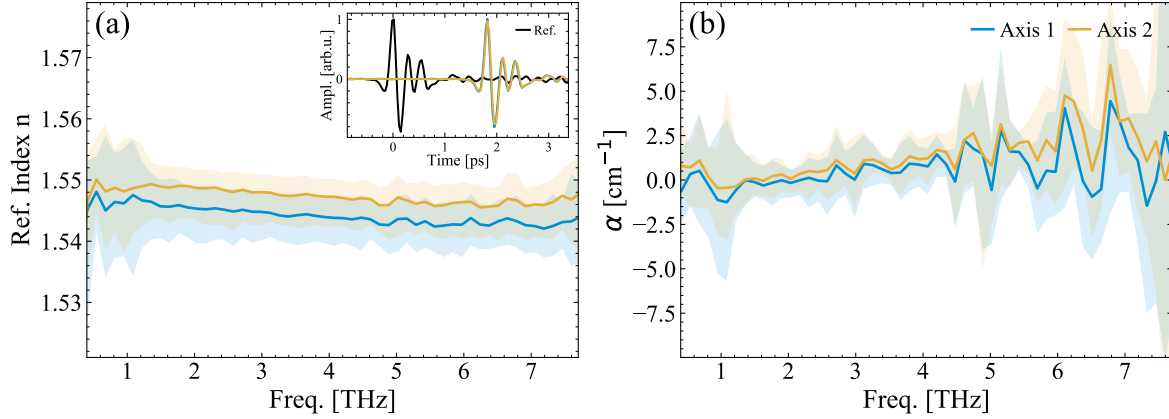 (a)
Ref. Index n
1.57
1.56
1.55
1.54
1.53
1 2 3 4 5 6 7
Freq. [THz]
Ampl. [arb.u.]
1
0
Ref.
0 1 2 3
Time [ps]
(b)
Axis 1 Axis 2
α [cm⁻¹]
7.5
5.0
2.5
0.0
−2.5
−5.0
−7.5
1 2 3 4 5 6 7
Freq. [THz]